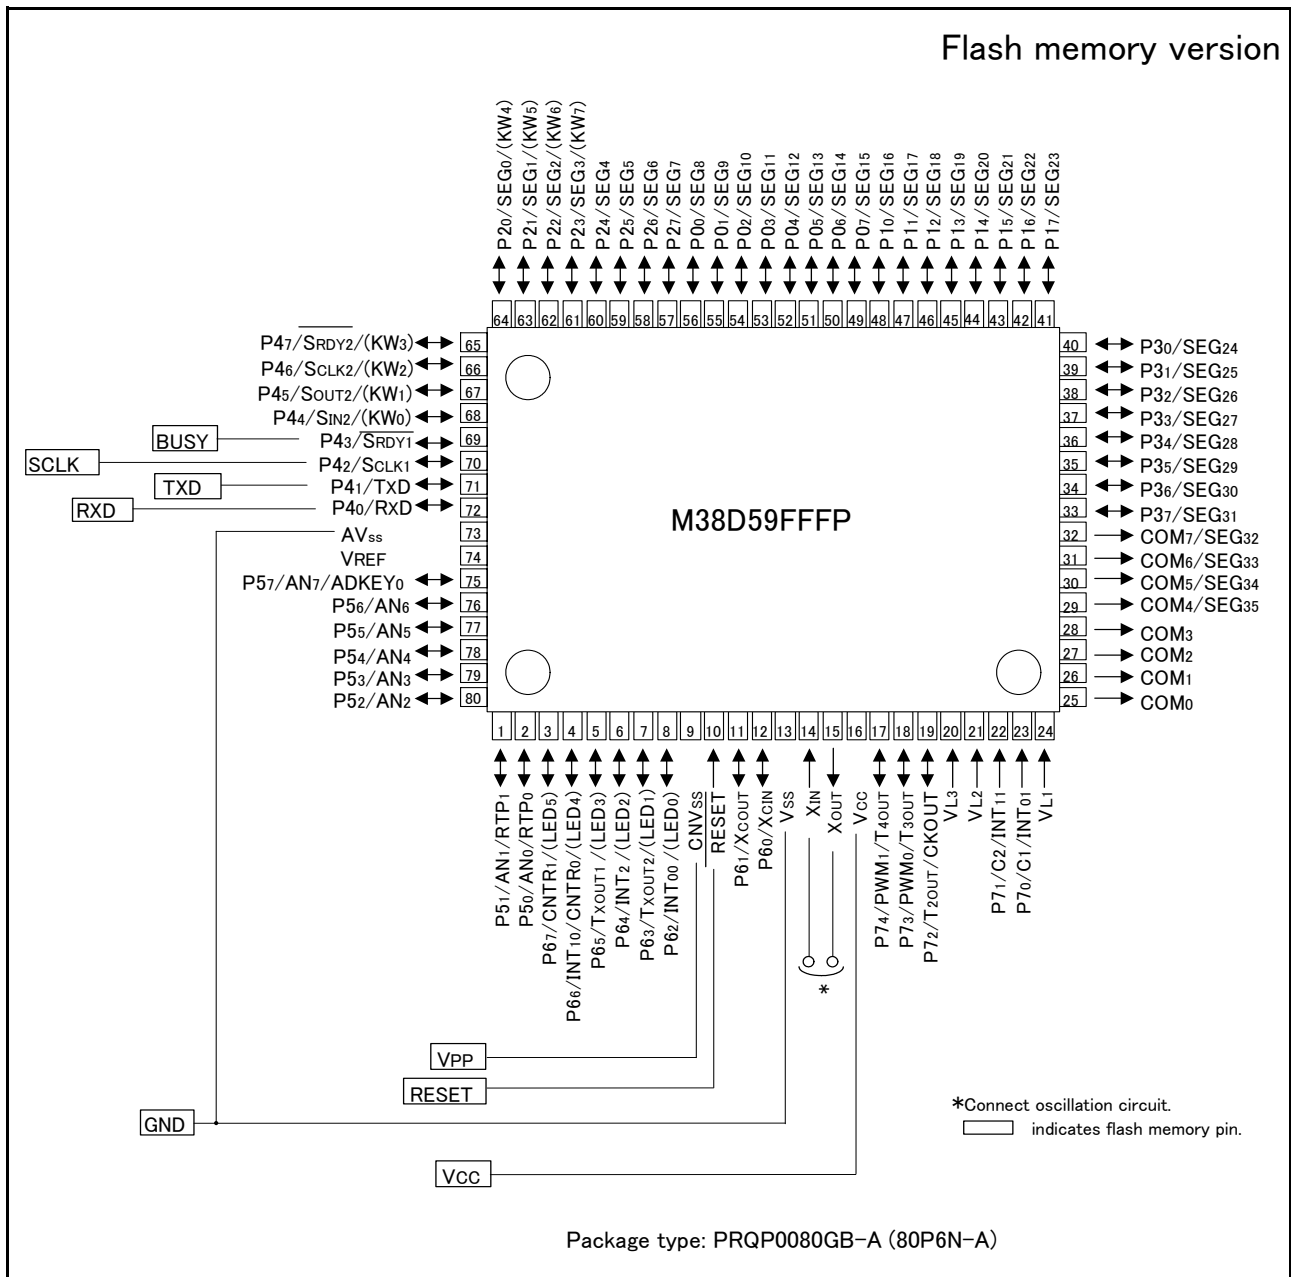 Flash memory version
P20/SEG0/(KW4)
P21/SEG1/(KW5)
P22/SEG2/(KW6)
P23/SEG3/(KW7)
P24/SEG4
P25/SEG5
P26/SEG6
P27/SEG7
P00/SEG8
P01/SEG9
P02/SEG10
P03/SEG11
P04/SEG12
P05/SEG13
P06/SEG14
P07/SEG15
P10/SEG16
P11/SEG17
P12/SEG18
P13/SEG19
P14/SEG20
P15/SEG21
P16/SEG22
P17/SEG23
64 63 62 61 60 59 58 57 56 55 54 53 52 51 50 49 48 47 46 45 44 43 42 41
P47/SRDY2/(KW3) 65
P46/SCLK2/(KW2) 66
P45/SOUT2/(KW1) 67
P44/SIN2/(KW0) 68
BUSY P43/SRDY1 69
SCLK P42/SCLK1 70
TXD P41/TXD 71
RXD P40/RXD 72
AVss 73
VREF 74
P57/AN7/ADKEY0 75
P56/AN6 76
P55/AN5 77
P54/AN4 78
P53/AN3 79
P52/AN2 80
M38D59FFFP
40 P30/SEG24
39 P31/SEG25
38 P32/SEG26
37 P33/SEG27
36 P34/SEG28
35 P35/SEG29
34 P36/SEG30
33 P37/SEG31
32 COM7/SEG32
31 COM6/SEG33
30 COM5/SEG34
29 COM4/SEG35
28 COM3
27 COM2
26 COM1
25 COM0
1 2 3 4 5 6 7 8 9 10 11 12 13 14 15 16 17 18 19 20 21 22 23 24
P51/AN1/RTP1
P50/AN0/RTP0
P67/CNTR1/(LED5)
P66/INT10/CNTR0/(LED4)
P65/TXOUT1/(LED3)
P64/INT2/(LED2)
P63/TXOUT2/(LED1)
P62/INT00/(LED0)
CNVSS
RESET
P61/XCOUT
P60/XCIN
VSS
XIN
XOUT
VCC
P74/PWM1/T4OUT
P73/PWM0/T3OUT
P72/T2OUT/CKOUT
VL3
VL2
P71/C2/INT11
P70/C1/INT01
VL1
*
VPP
RESET
GND
VCC
*Connect oscillation circuit.
indicates flash memory pin.
Package type: PRQP0080GB-A (80P6N-A)